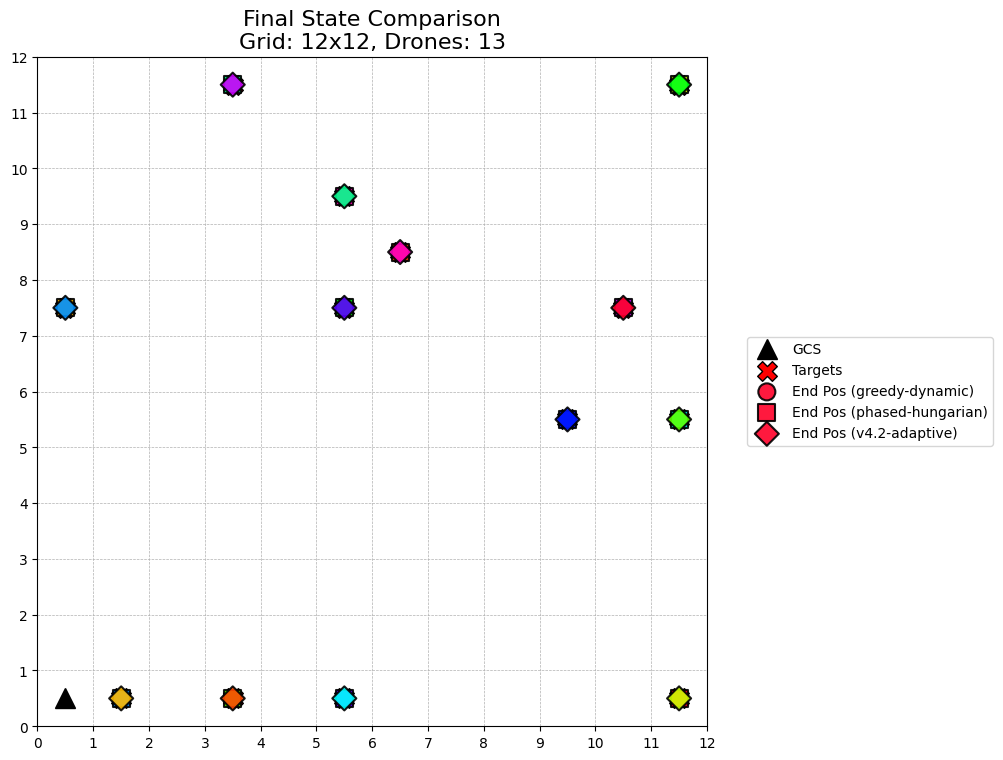 Final State Comparison
Grid: 12x12, Drones: 13
12
11
10
9
8
7
6
5
4
3
2
1
0
0 1 2 3 4 5 6 7 8 9 10 11 12
GCS
Targets
End Pos (greedy-dynamic)
End Pos (phased-hungarian)
End Pos (v4.2-adaptive)